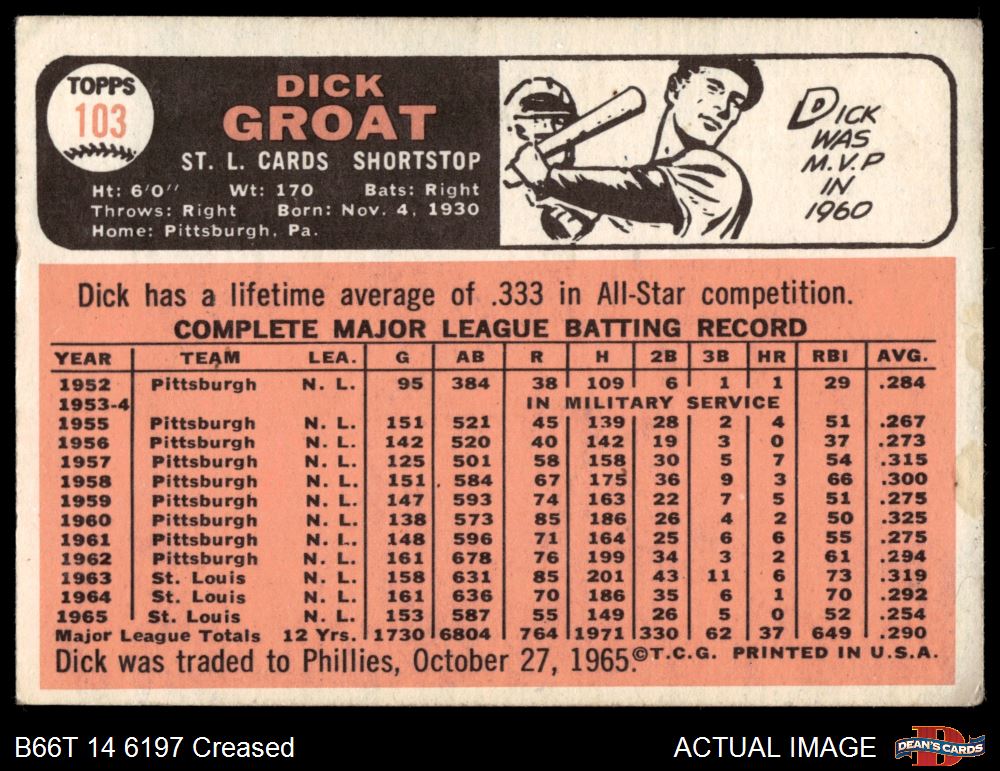 TOPPS
103
DICK
GROAT
ST. L. CARDS SHORTSTOP
Ht: 6'0" Wt: 170 Bats: Right
Throws: Right Born: Nov. 4, 1930
Home: Pittsburgh, Pa.
DICK
WAS
M.V.P
IN
1960
Dick has a lifetime average of .333 in All-Star competition.
COMPLETE MAJOR LEAGUE BATTING RECORD
YEAR TEAM LEA. G AB R H 2B 3B HR RBI AVG.
1952 Pittsburgh N. L. 95 384 38 109 6 1 1 29 .284
1953-4 IN MILITARY SERVICE
1955 Pittsburgh N. L. 151 521 45 139 28 2 4 51 .267
1956 Pittsburgh N. L. 142 520 40 142 19 3 0 37 .273
1957 Pittsburgh N. L. 125 501 58 158 30 5 7 54 .315
1958 Pittsburgh N. L. 151 584 67 175 36 9 3 66 .300
1959 Pittsburgh N. L. 147 593 74 163 22 7 5 51 .275
1960 Pittsburgh N. L. 138 573 85 186 26 4 2 50 .325
1961 Pittsburgh N. L. 148 596 71 164 25 6 6 55 .275
1962 Pittsburgh N. L. 161 678 76 199 34 3 2 61 .294
1963 St. Louis N. L. 158 631 85 201 43 11 6 73 .319
1964 St. Louis N. L. 161 636 70 186 35 6 1 70 .292
1965 St. Louis N. L. 153 587 55 149 26 5 0 52 .254
Major League Totals 12 Yrs. 1730 6804 764 1971 330 62 37 649 .290
Dick was traded to Phillies, October 27, 1965. ©T.C.G. PRINTED IN U.S.A.
B66T 14 6197 Creased ACTUAL IMAGE
D
DEAN'S CARDS